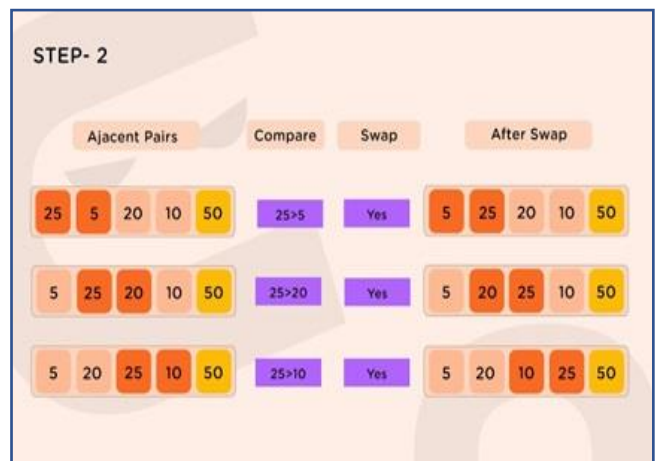 STEP- 2
Ajacent Pairs Compare Swap After Swap
25 5 20 10 50 25>5 Yes 5 25 20 10 50
5 25 20 10 50 25>20 Yes 5 20 25 10 50
5 20 25 10 50 25>10 Yes 5 20 10 25 50